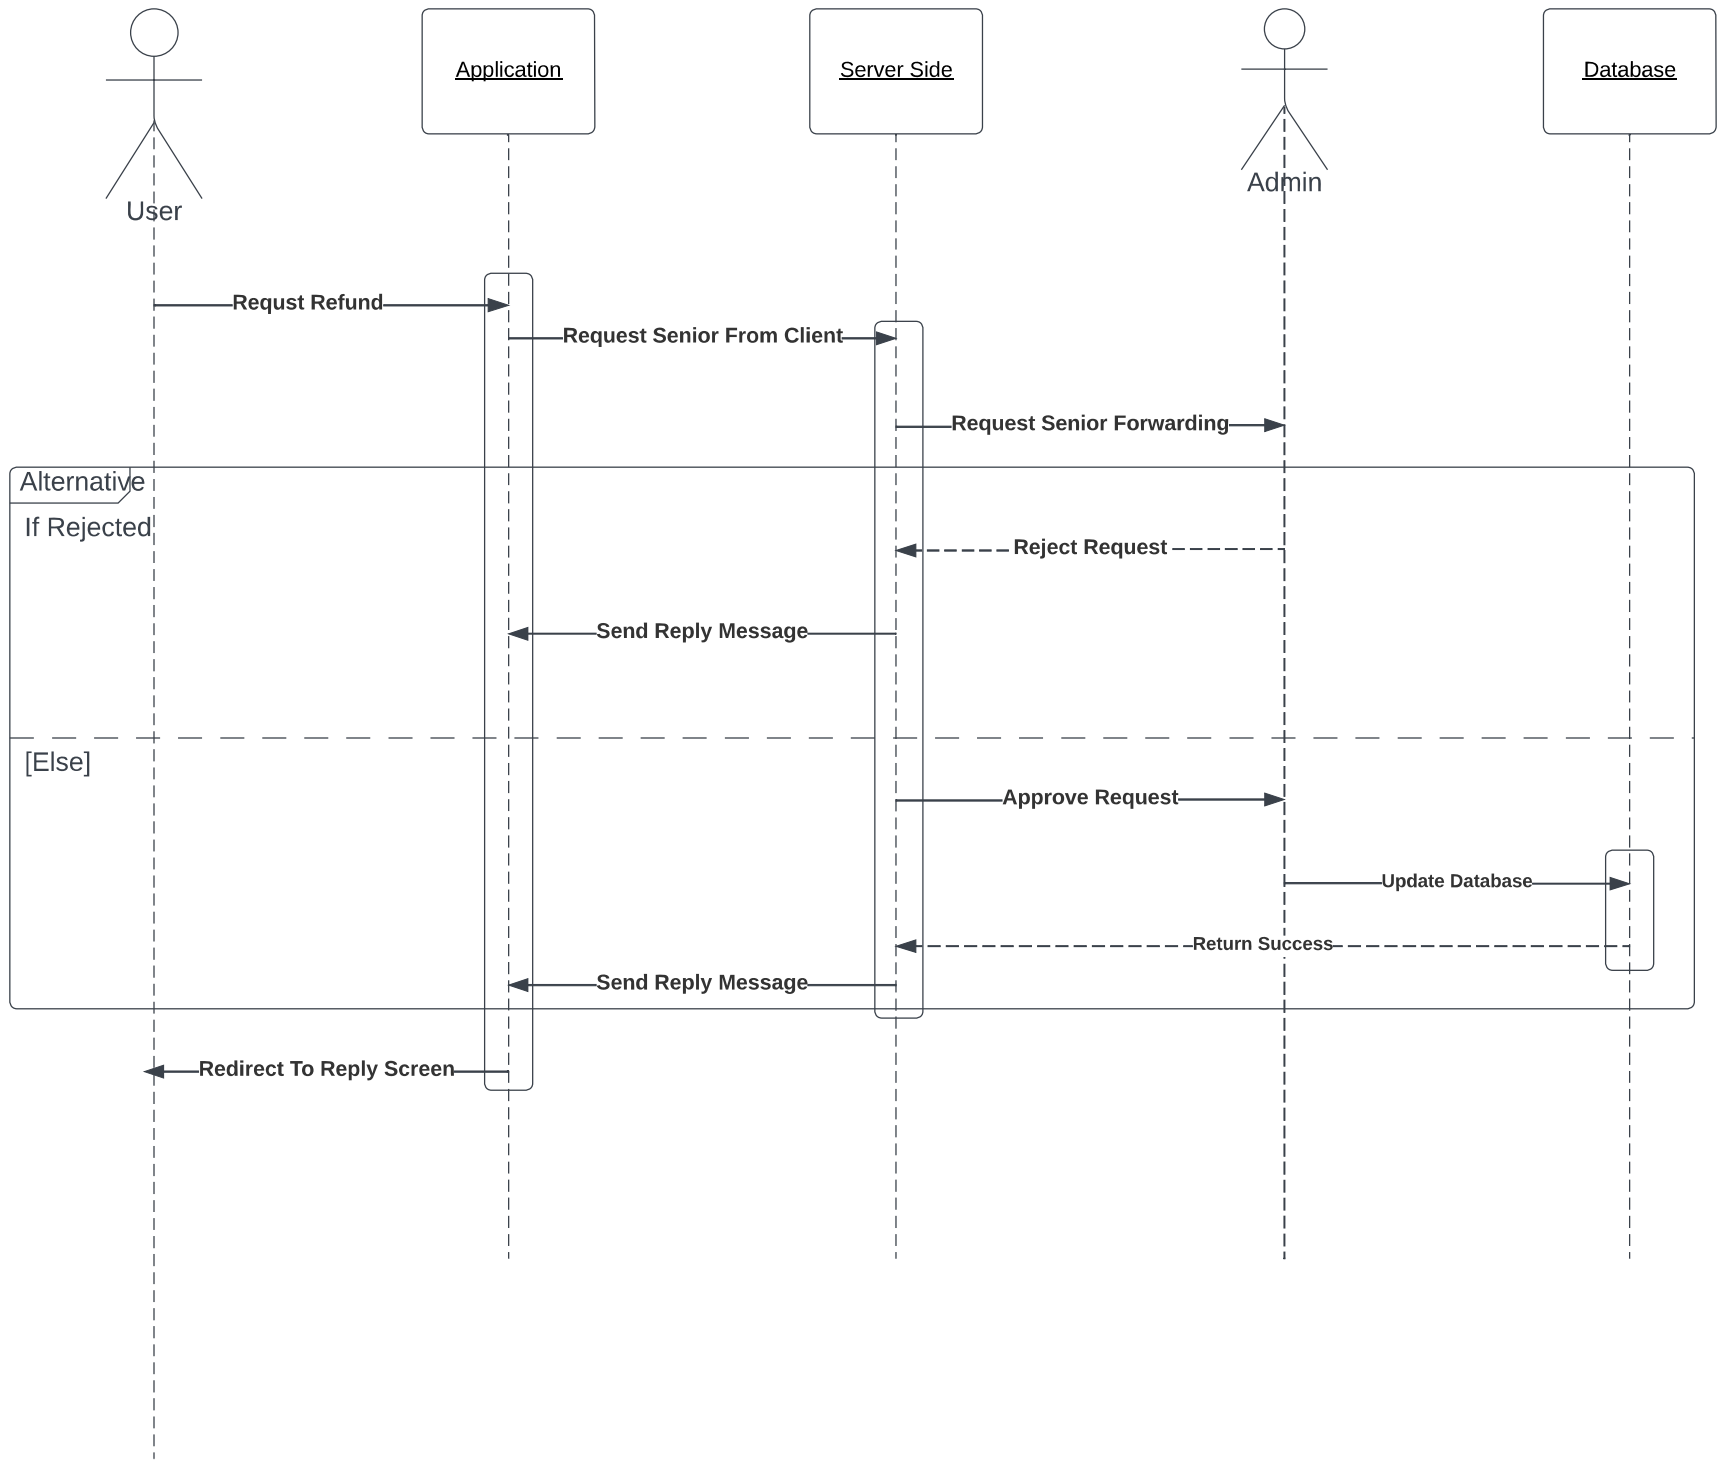 Application
Server Side
Database
Admin
User
Requst Refund
Request Senior From Client
Request Senior Forwarding
Alternative
If Rejected
Reject Request
Send Reply Message
[Else]
Approve Request
Update Database
Return Success
Send Reply Message
Redirect To Reply Screen